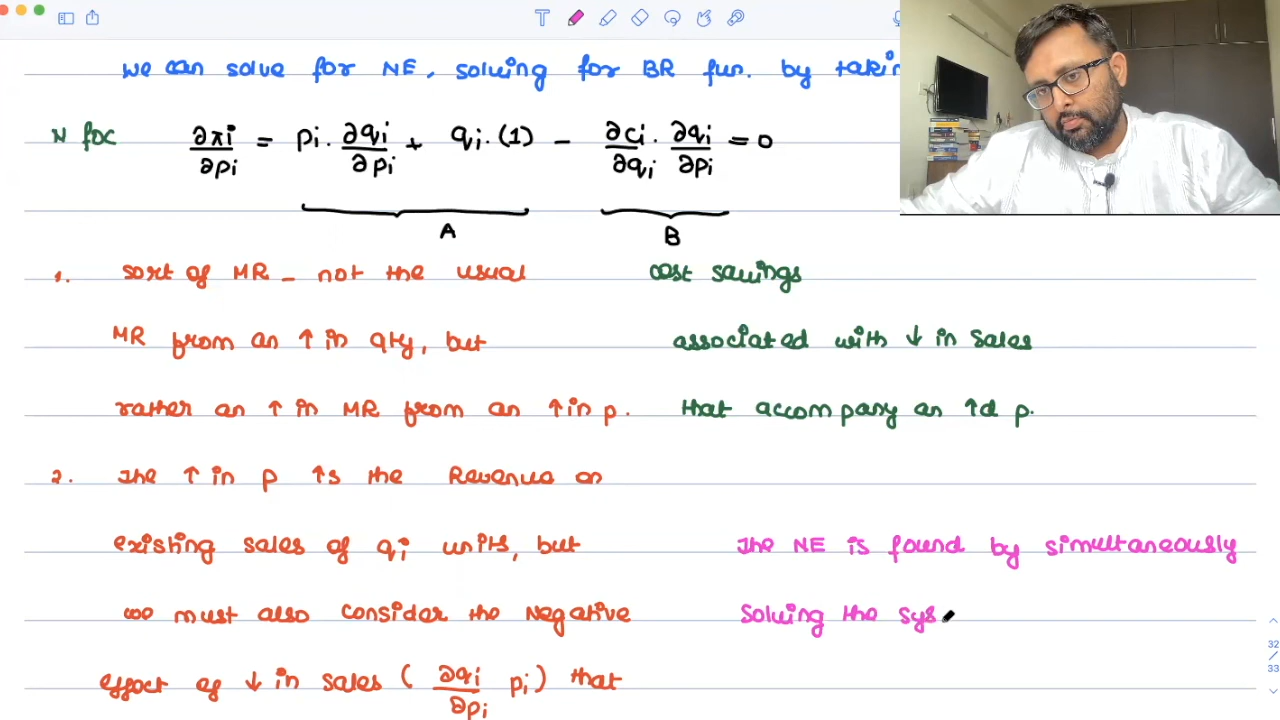 We can solve for NE, solving for BR fun. by takin
N foc ∂πi/∂pi = pi · ∂qi/∂pi + qi · (1) − ∂ci/∂qi · ∂qi/∂pi = 0
A B
1. sort of MR – not the usual
MR from an ↑ in qty, but
rather an ↑ in MR from an ↑ in p.
cost savings
associated with ↓ in sales
that accompany an ↑d p.
2. The ↑ in p ↑s the Revenue on
existing sales of qi units, but
we must also consider the Negative
effect of ↓ in sales ( ∂qi/∂pi pi ) that
The NE is found by simultaneously
solving the sys
32
/
33